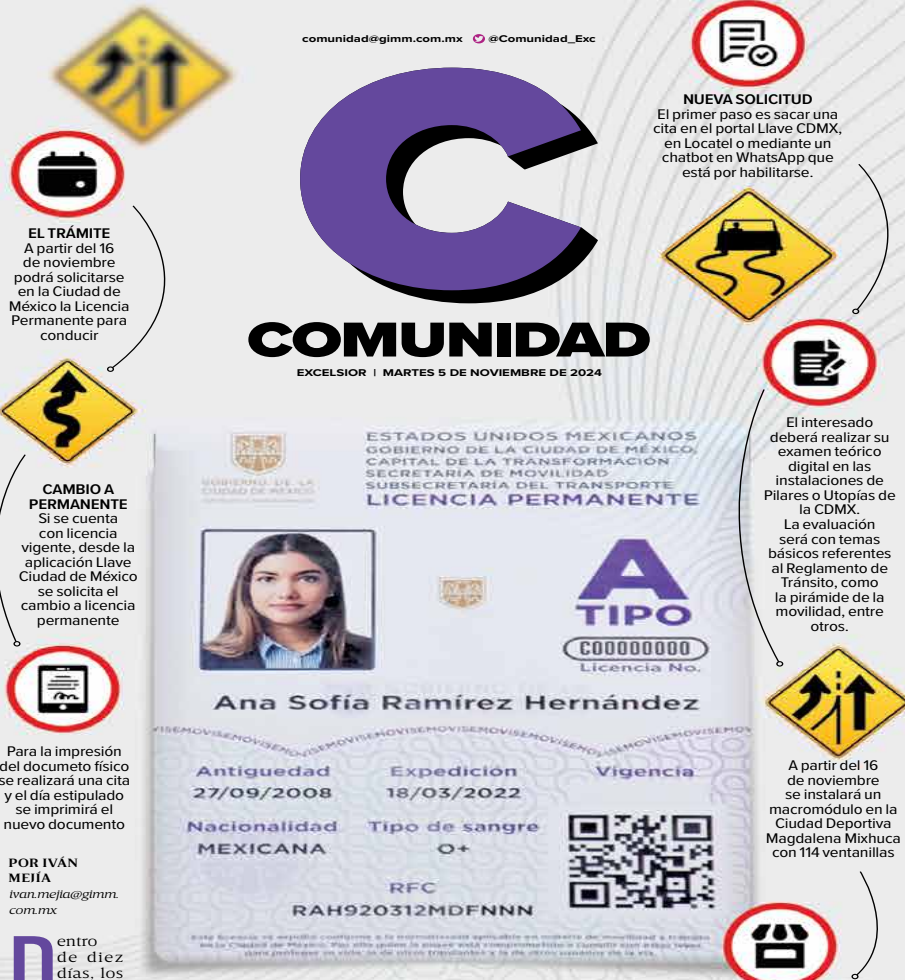 comunidad@gimm.com.mx @Comunidad_Exc
C
COMUNIDAD
EXCELSIOR | MARTES 5 DE NOVIEMBRE DE 2024
EL TRÁMITE
A partir del 16
de noviembre
podrá solicitarse
en la Ciudad de
México la Licencia
Permanente para
conducir
CAMBIO A
PERMANENTE
Si se cuenta
con licencia
vigente, desde la
aplicación Llave
Ciudad de México
se solicita el
cambio a licencia
permanente
Para la impresión
del documeto físico
se realizará una cita
y el día estipulado
se imprimirá el
nuevo documento
POR IVÁN
MEJÍA
ivan.mejia@gimm.
com.mx
Dentro
de diez
días, los
GOBIERNO DE LA
CIUDAD DE MÉXICO
ESTADOS UNIDOS MEXICANOS
GOBIERNO DE LA CIUDAD DE MÉXICO,
CAPITAL DE LA TRANSFORMACIÓN
SECRETARÍA DE MOVILIDAD
SUBSECRETARÍA DEL TRANSPORTE
LICENCIA PERMANENTE
A
TIPO
C00000000
Licencia No.
Ana Sofía Ramírez Hernández
Antiguedad Expedición Vigencia
27/09/2008 18/03/2022
Nacionalidad Tipo de sangre
MEXICANA O+
RFC
RAH920312MDFNNN
NUEVA SOLICITUD
El primer paso es sacar una
cita en el portal Llave CDMX,
en Locatel o mediante un
chatbot en WhatsApp que
está por habilitarse.
El interesado
deberá realizar su
examen teórico
digital en las
instalaciones de
Pilares o Utopías de
la CDMX.
La evaluación
será con temas
básicos referentes
al Reglamento de
Tránsito, como
la pirámide de la
movilidad, entre
otros.
A partir del 16
de noviembre
se instalará un
macromódulo en la
Ciudad Deportiva
Magdalena Mixhuca
con 114 ventanillas